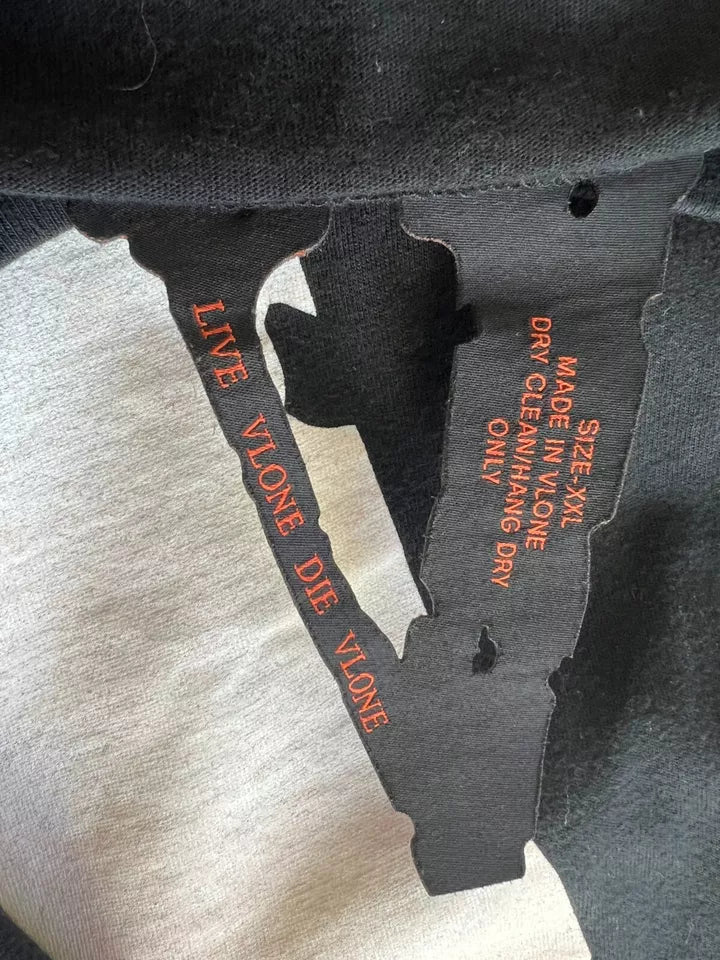 LIVE VLONE DIE VLONE
SIZE-XXL
MADE IN VLONE
DRY CLEAN/HANG DRY
ONLY